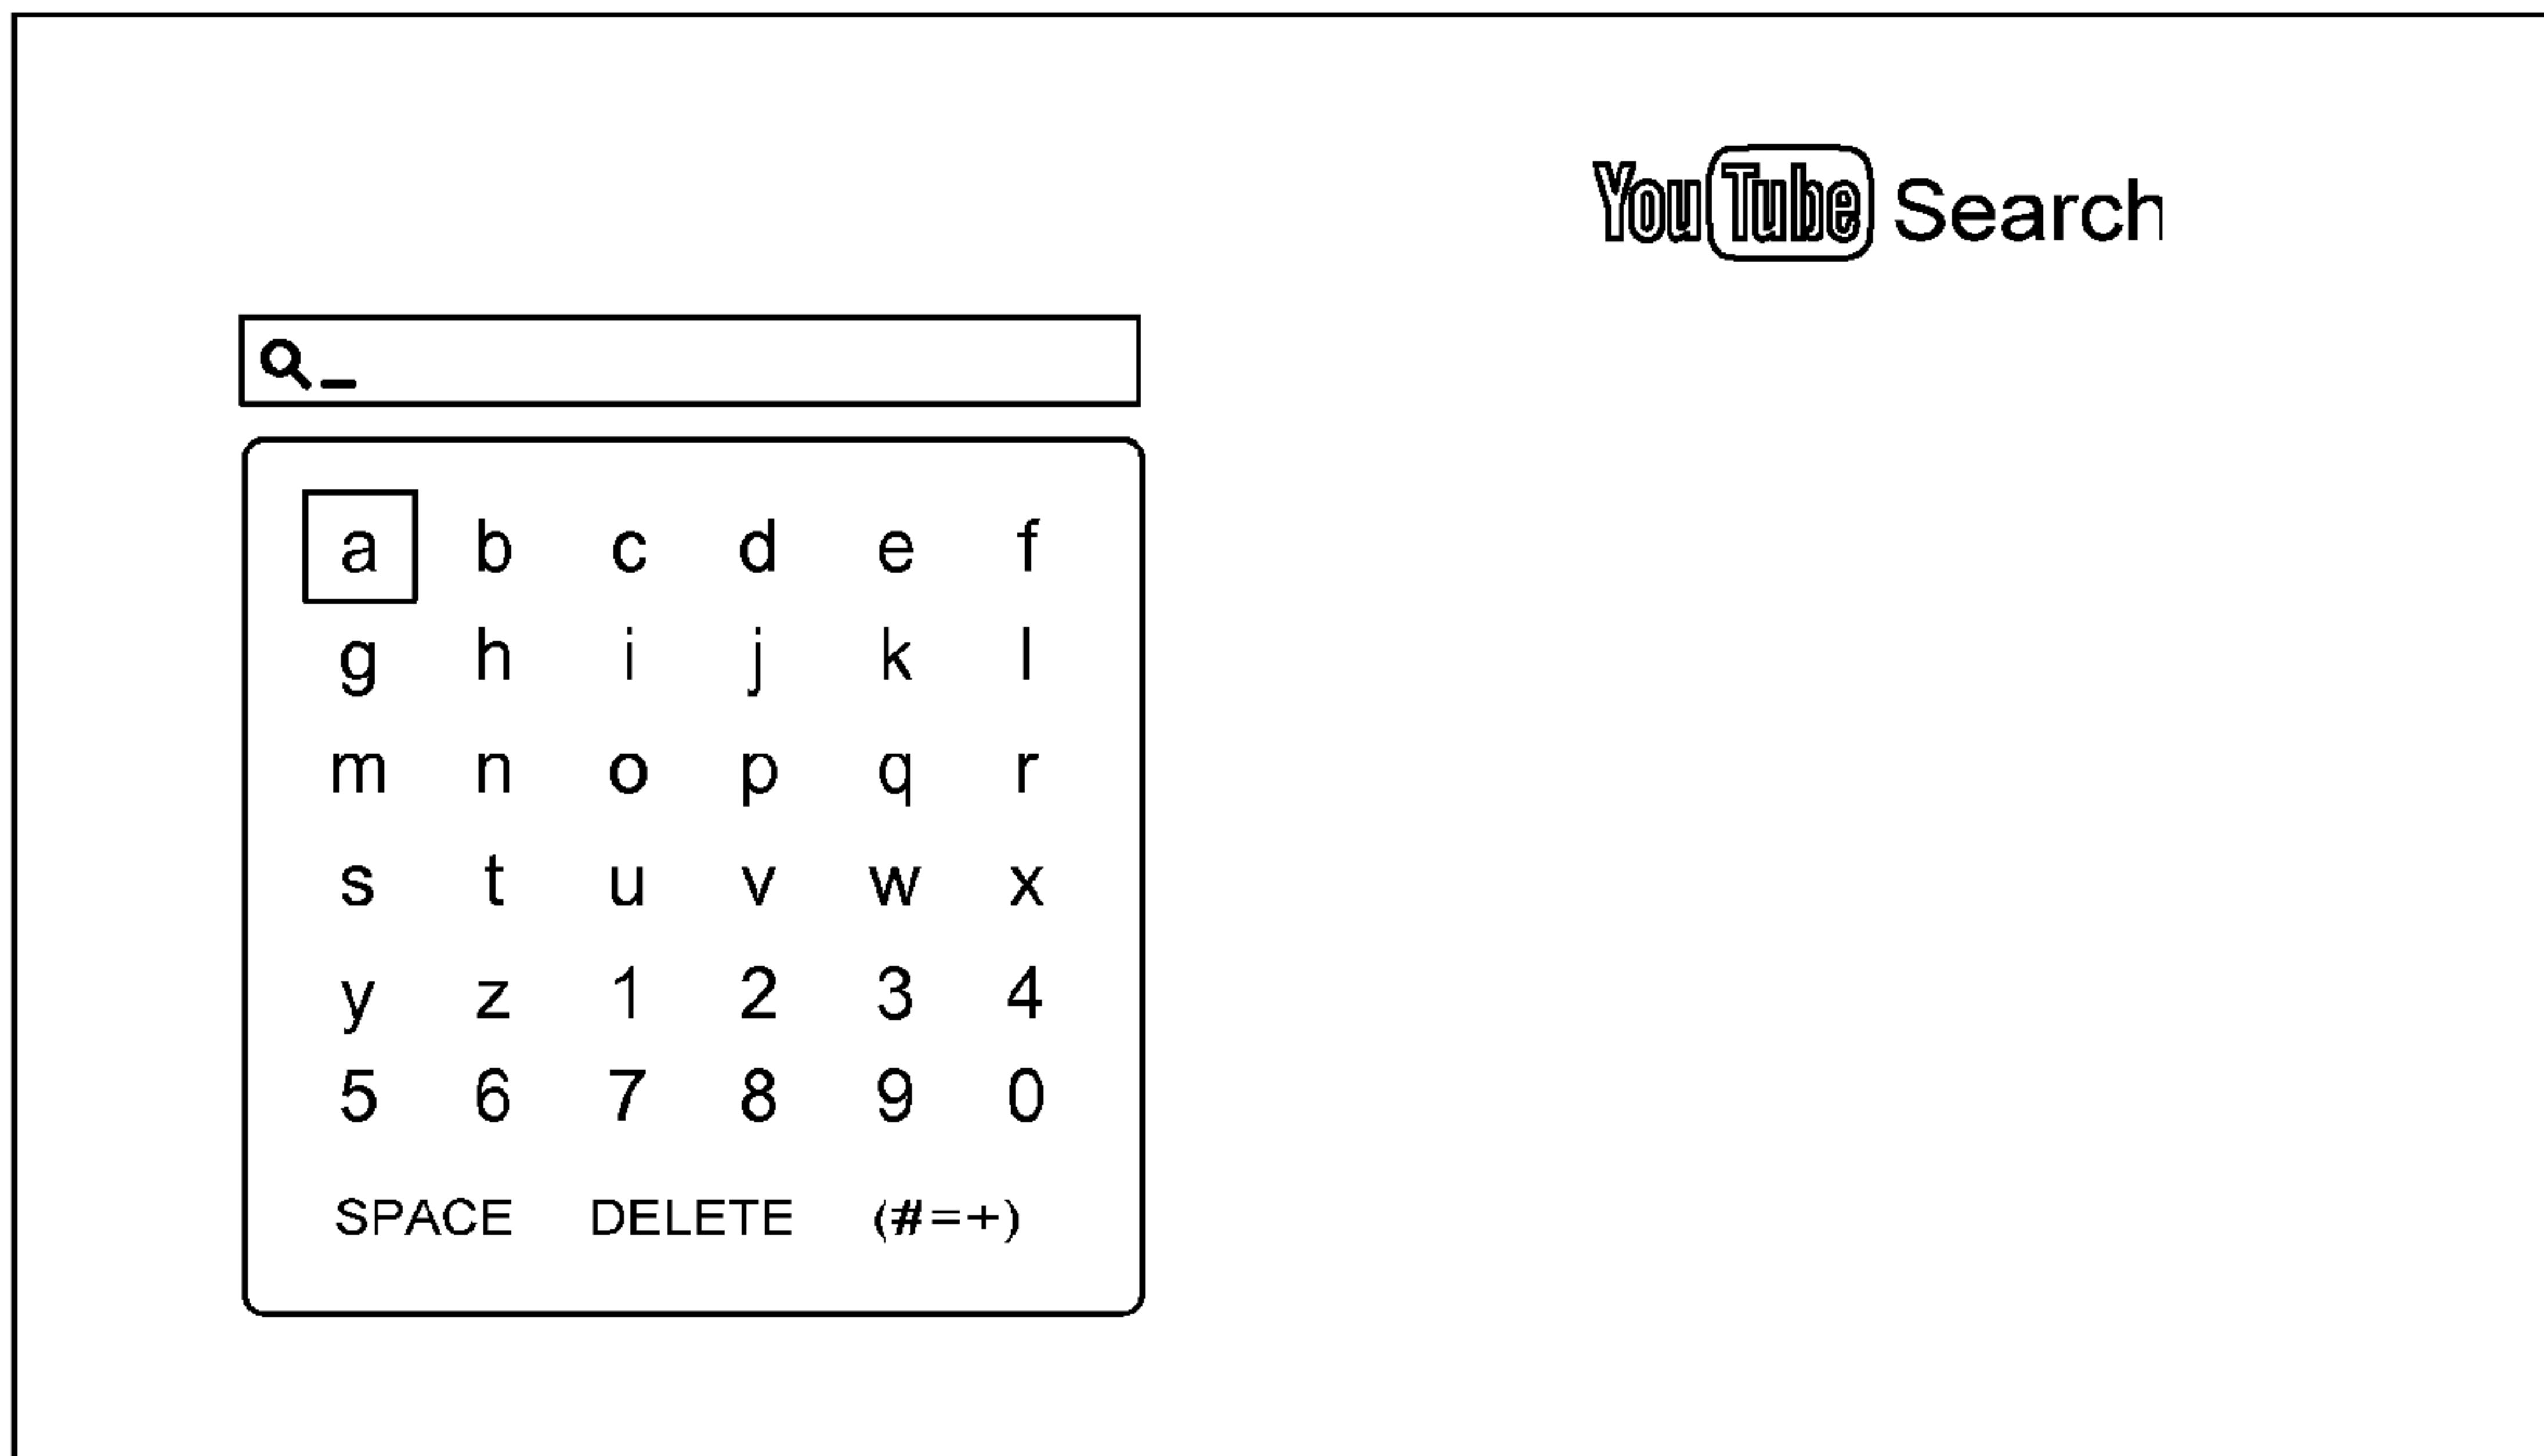 YouTube Search
_
a b c d e f
g h i j k l
m n o p q r
s t u v w x
y z 1 2 3 4
5 6 7 8 9 0
SPACE DELETE (#=+)